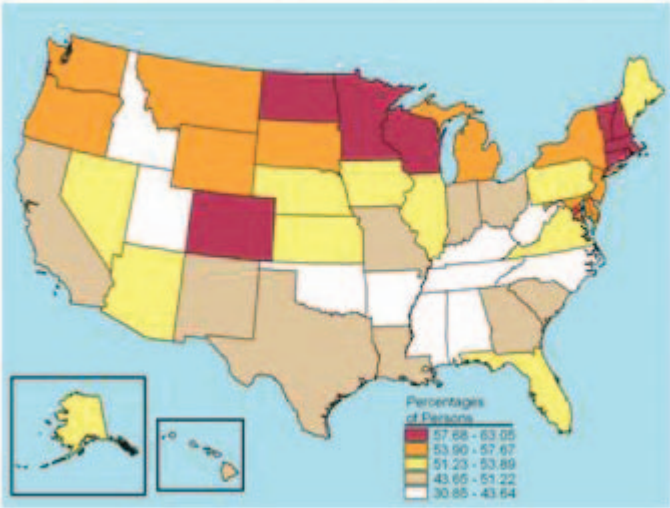 Percentages
of Persons
57.68 - 63.05
53.90 - 57.67
51.23 - 53.89
43.65 - 51.22
30.85 - 43.64